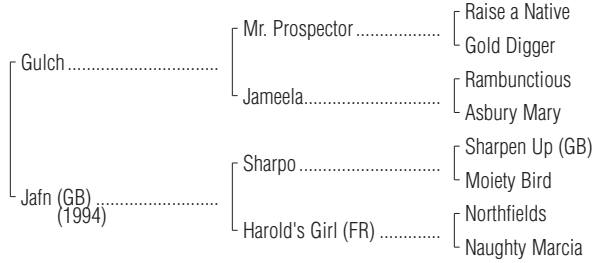 Raise a Native
Mr. Prospector ..................
Gold Digger
Gulch ................................
Rambunctious
Jameela.............................
Asbury Mary
Sharpen Up (GB)
Sharpo ..............................
Moiety Bird
Jafn (GB) ..........................
(1994)
Northfields
Harold's Girl (FR) .............
Naughty Marcia